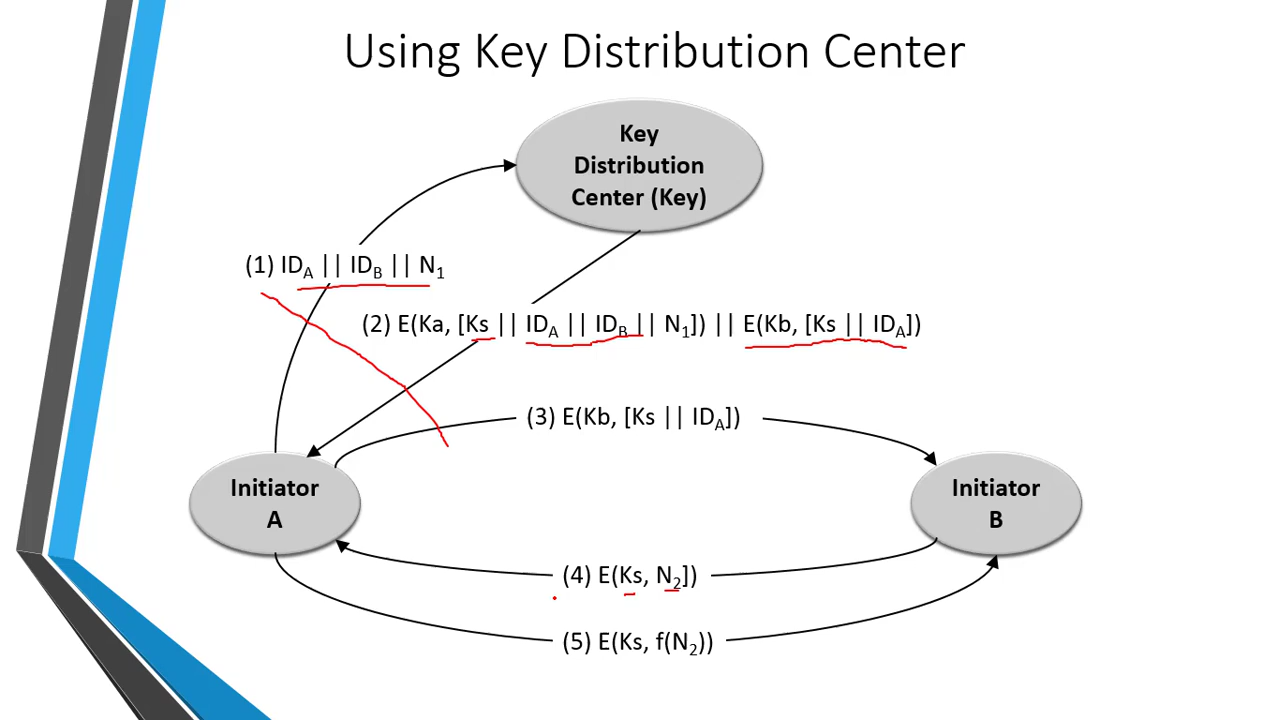 Using Key Distribution Center
Key
Distribution
Center (Key)
(1) ID_A || ID_B || N_1
(2) E(Ka, [Ks || ID_A || ID_B || N_1]) || E(Kb, [Ks || ID_A])
(3) E(Kb, [Ks || ID_A])
Initiator
A
Initiator
B
(4) E(Ks, N_2])
(5) E(Ks, f(N_2))